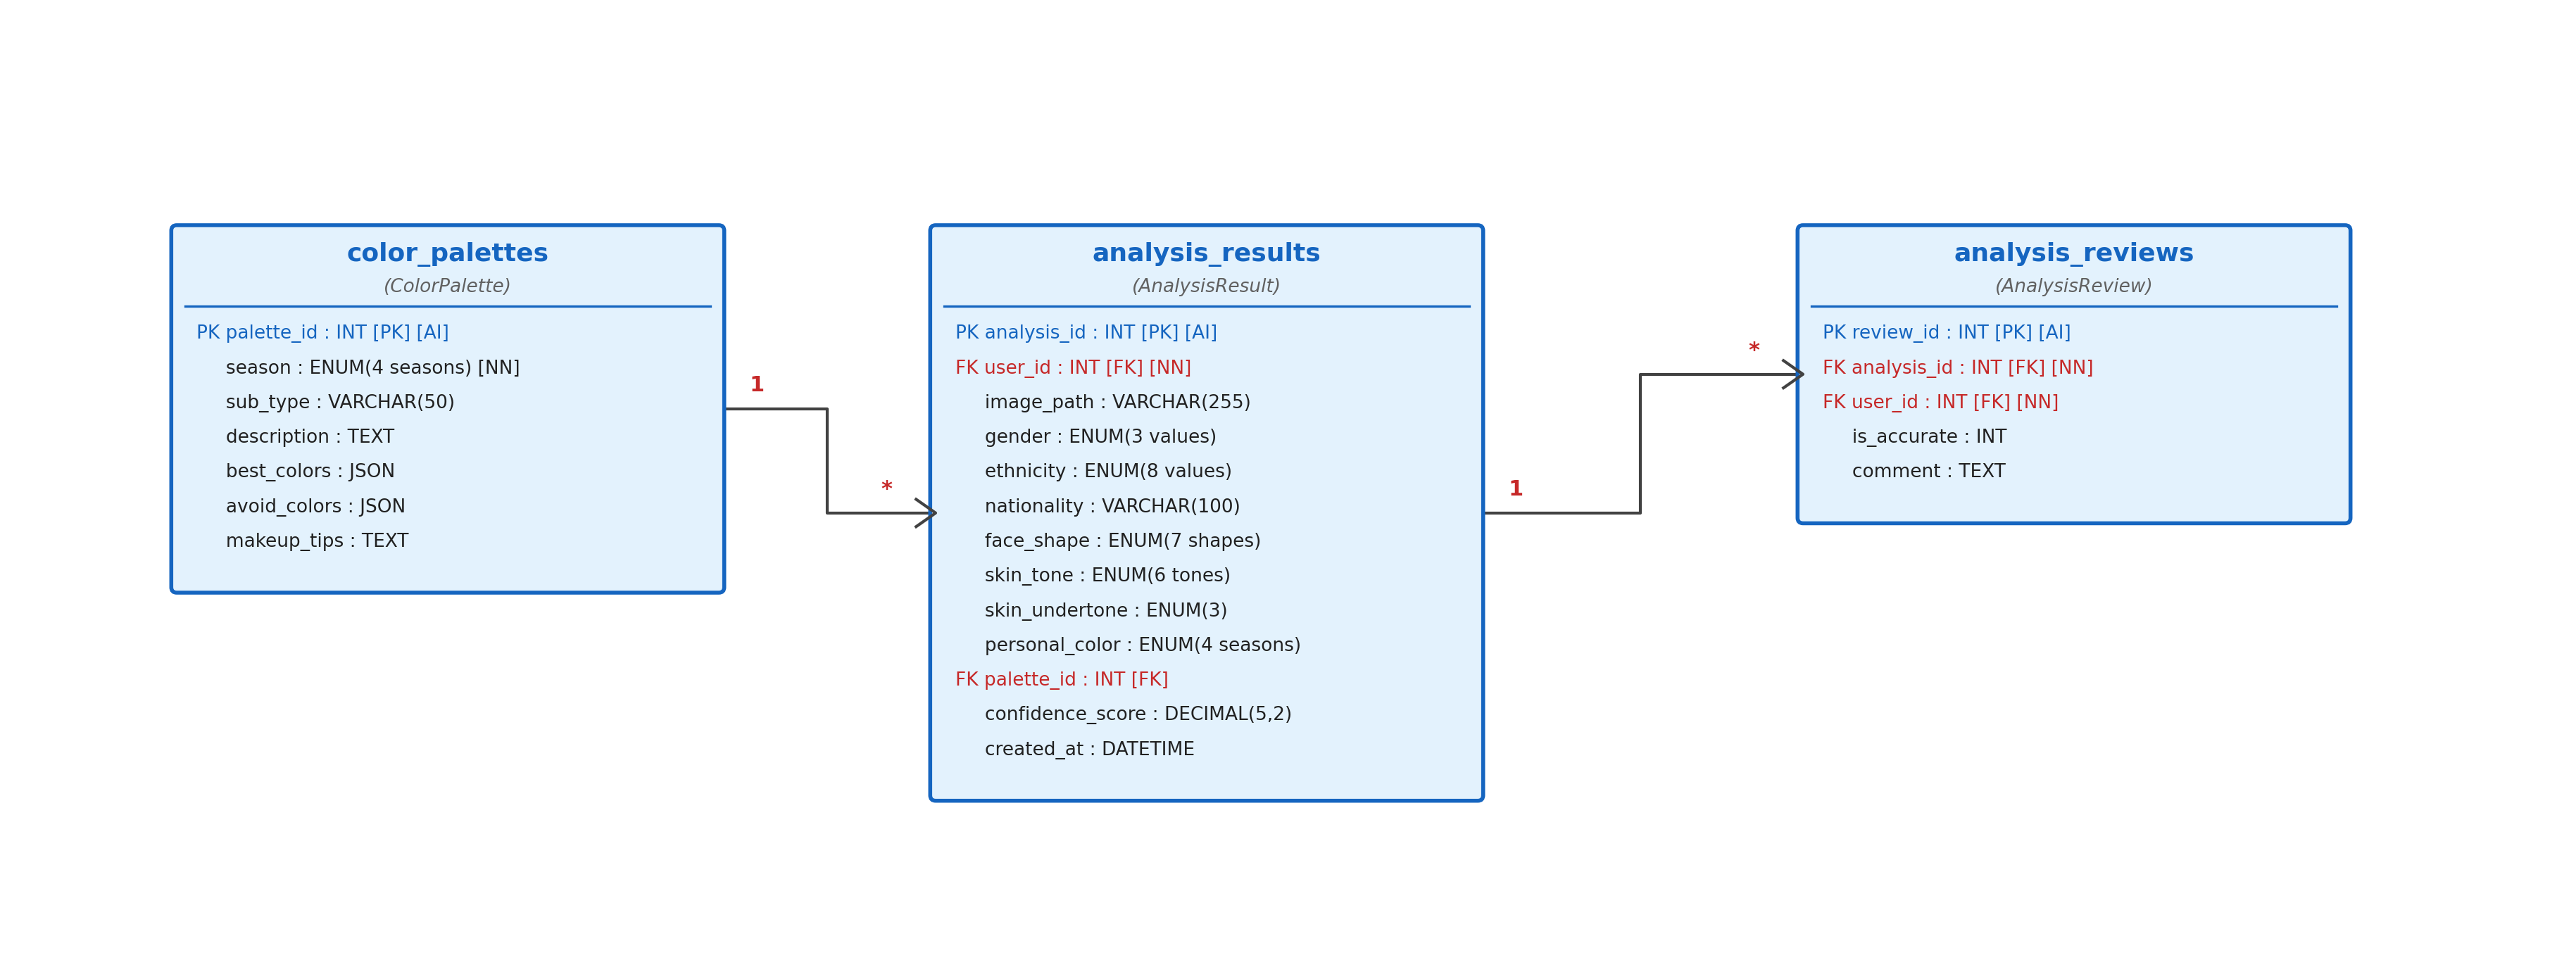 color_palettes
(ColorPalette)
PK palette_id : INT [PK] [AI]
season : ENUM(4 seasons) [NN]
sub_type : VARCHAR(50)
description : TEXT
best_colors : JSON
avoid_colors : JSON
makeup_tips : TEXT
1
*
analysis_results
(AnalysisResult)
PK analysis_id : INT [PK] [AI]
FK user_id : INT [FK] [NN]
image_path : VARCHAR(255)
gender : ENUM(3 values)
ethnicity : ENUM(8 values)
nationality : VARCHAR(100)
face_shape : ENUM(7 shapes)
skin_tone : ENUM(6 tones)
skin_undertone : ENUM(3)
personal_color : ENUM(4 seasons)
FK palette_id : INT [FK]
confidence_score : DECIMAL(5,2)
created_at : DATETIME
1
*
analysis_reviews
(AnalysisReview)
PK review_id : INT [PK] [AI]
FK analysis_id : INT [FK] [NN]
FK user_id : INT [FK] [NN]
is_accurate : INT
comment : TEXT